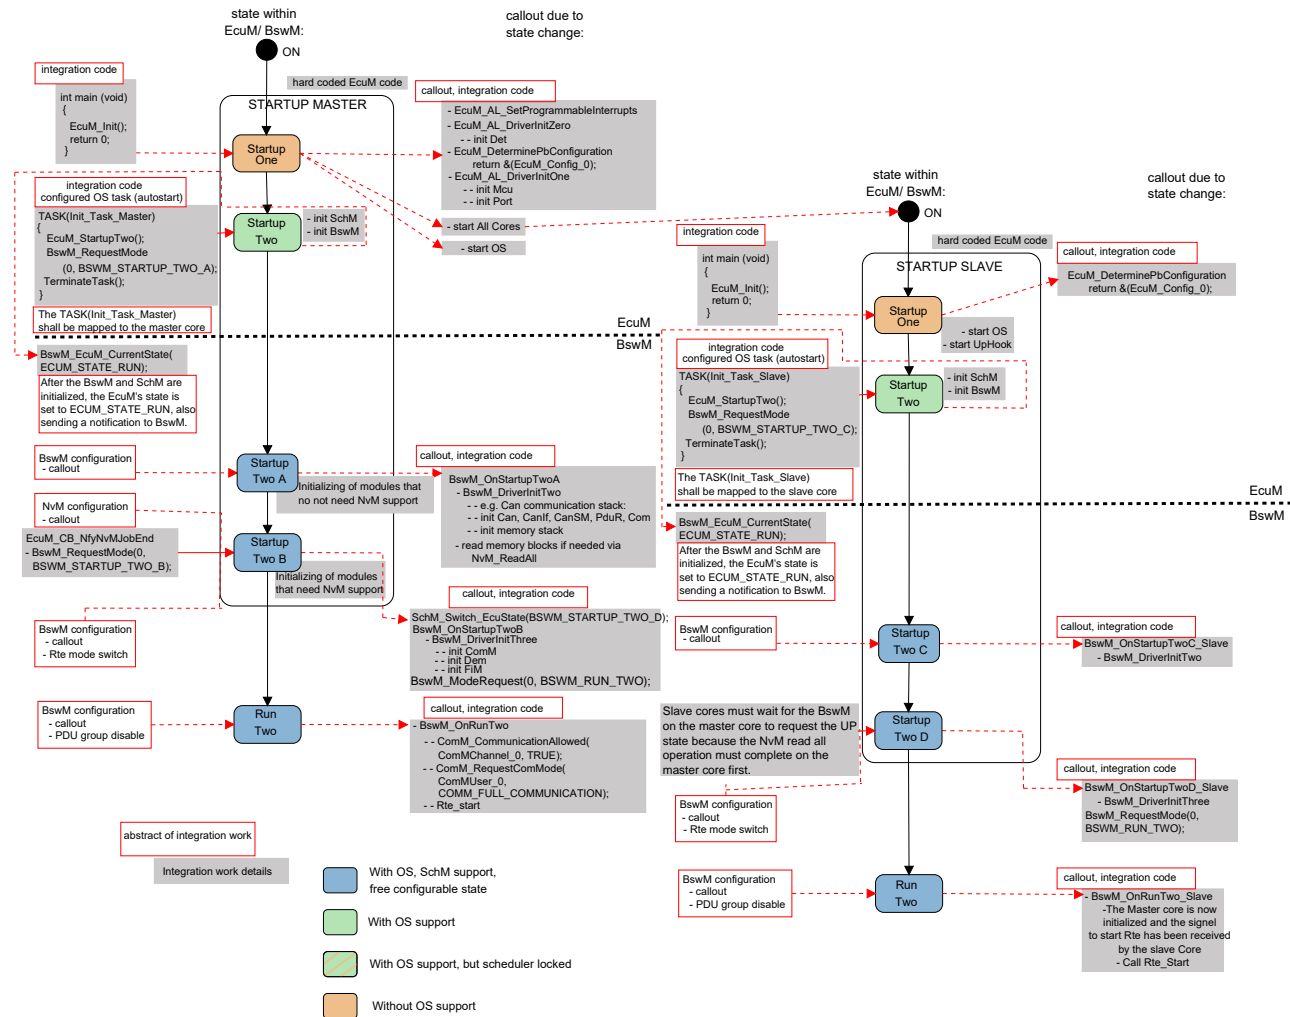 state within
EcuM/ BswM:
ON
callout due to
state change:
integration code
int main (void)
{
EcuM_Init();
return 0;
}
hard coded EcuM code
STARTUP MASTER
Startup
One
callout, integration code
- EcuM_AL_SetProgrammableInterrupts
- EcuM_AL_DriverInitZero
- - init Det
- EcuM_DeterminePbConfiguration
return &(EcuM_Config_0);
- EcuM_AL_DriverInitOne
- - init Mcu
- - init Port
- start All Cores
- start OS
integration code
configured OS task (autostart)
TASK(Init_Task_Master)
{
EcuM_StartupTwo();
BswM_RequestMode
(0, BSWM_STARTUP_TWO_A);
TerminateTask();
}
The TASK(Init_Task_Master)
shall be mapped to the master core
Startup
Two
- init SchM
- init BswM
EcuM
BswM
BswM_EcuM_CurrentState(
ECUM_STATE_RUN);
After the BswM and SchM are
initialized, the EcuM's state is
set to ECUM_STATE_RUN, also
sending a notification to BswM.
BswM configuration
- callout
Startup
Two A
Initializing of modules that
no not need NvM support
callout, integration code
BswM_OnStartupTwoA
- BswM_DriverInitTwo
- - e.g. Can communication stack:
- - init Can, CanIf, CanSM, PduR, Com
- - init memory stack
- read memory blocks if needed via
NvM_ReadAll
NvM configuration
- callout
EcuM_CB_NfyNvMJobEnd
- BswM_RequestMode(0,
BSWM_STARTUP_TWO_B);
Startup
Two B
Initializing of modules
that need NvM support
BswM configuration
- callout
- Rte mode switch
callout, integration code
SchM_Switch_EcuState(BSWM_STARTUP_TWO_D);
BswM_OnStartupTwoB
- BswM_DriverInitThree
- - init ComM
- - init Dem
- - init FiM
BswM_ModeRequest(0, BSWM_RUN_TWO);
BswM configuration
- callout
- PDU group disable
Run
Two
callout, integration code
- BswM_OnRunTwo
- - ComM_CommunicationAllowed(
ComMChannel_0, TRUE);
- - ComM_RequestComMode(
ComMUser_0,
COMM_FULL_COMMUNICATION);
- - Rte_start
abstract of integration work
Integration work details
With OS, SchM support,
free configurable state
With OS support
With OS support, but scheduler locked
Without OS support
state within
EcuM/ BswM:
ON
callout due to
state change:
integration code
int main (void)
{
EcuM_Init();
return 0;
}
hard coded EcuM code
STARTUP SLAVE
Startup
One
- start OS
- start UpHook
callout, integration code
EcuM_DeterminePbConfiguration
return &(EcuM_Config_0);
integration code
configured OS task (autostart)
TASK(Init_Task_Slave)
{
EcuM_StartupTwo();
BswM_RequestMode
(0, BSWM_STARTUP_TWO_C);
TerminateTask();
}
The TASK(Init_Task_Slave)
shall be mapped to the slave core
Startup
Two
- init SchM
- init BswM
EcuM
BswM
BswM_EcuM_CurrentState(
ECUM_STATE_RUN);
After the BswM and SchM are
initialized, the EcuM's state is
set to ECUM_STATE_RUN, also
sending a notification to BswM.
BswM configuration
- callout
Startup
Two C
callout, integration code
BswM_OnStartupTwoC_Slave
- BswM_DriverInitTwo
Slave cores must wait for the BswM
on the master core to request the UP
state because the NvM read all
operation must complete on the
master core first.
Startup
Two D
BswM configuration
- callout
- Rte mode switch
callout, integration code
BswM_OnStartupTwoD_Slave
- BswM_DriverInitThree
BswM_RequestMode(0,
BSWM_RUN_TWO);
BswM configuration
- callout
- PDU group disable
Run
Two
callout, integration code
- BswM_OnRunTwo_Slave
-The Master core is now
initialized and the signel
to start Rte has been received
by the slave Core
- Call Rte_Start